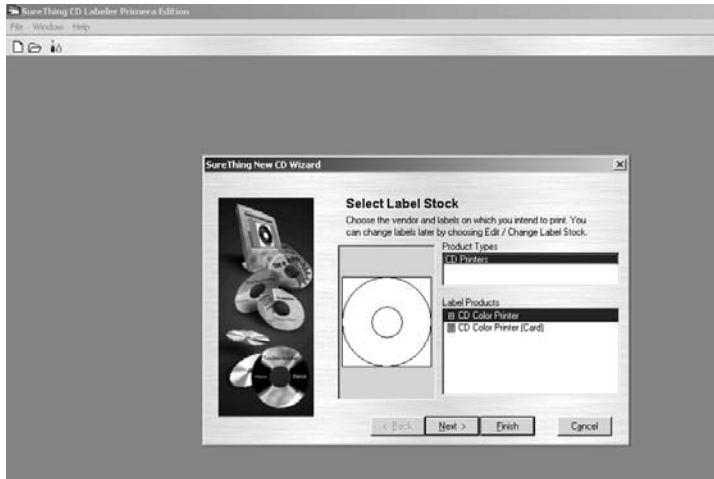 SureThing CD Labeler Primera Edition
File Window Help
SureThing New CD Wizard
Select Label Stock
Choose the vendor and labels on which you intend to print. You
can change labels later by choosing Edit / Change Label Stock.
Product Types
CD Printers
Label Products
CD Color Printer
CD Color Printer (Card)
< Back
Next >
Finish
Cancel